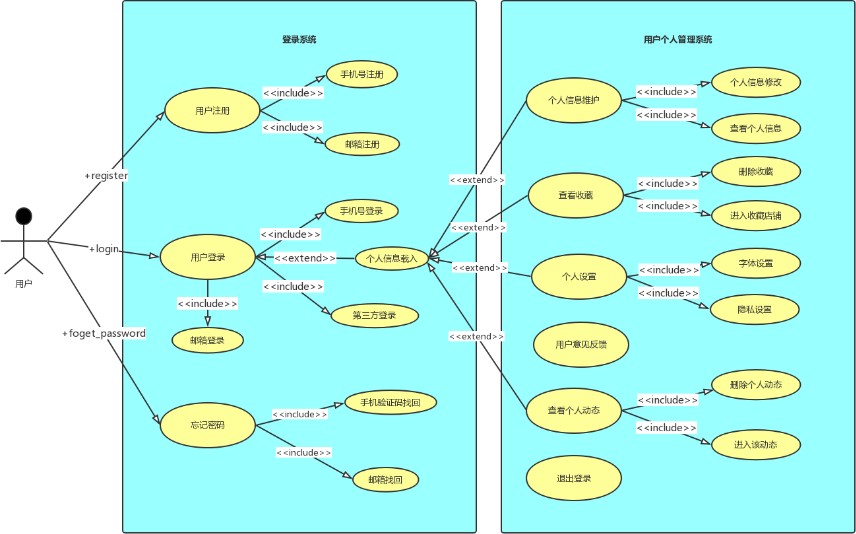 登录系统
用户个人管理系统
手机号注册
<<include>>
用户注册
<<include>>
邮箱注册
+register
手机号登录
<<include>>
用户登录
+login
<<extend>>
个人信息载入
<<include>>
<<include>>
第三方登录
邮箱登录
用户
+foget_password
手机验证码找回
<<include>>
忘记密码
<<include>>
邮箱找回
<<extend>>
<<extend>>
<<extend>>
<<extend>>
个人信息维护
<<include>>
个人信息修改
<<include>>
查看个人信息
查看收藏
<<include>>
删除收藏
<<include>>
进入收藏店铺
个人设置
<<include>>
字体设置
<<include>>
隐私设置
用户意见反馈
查看个人动态
<<include>>
删除个人动态
<<include>>
进入该动态
退出登录